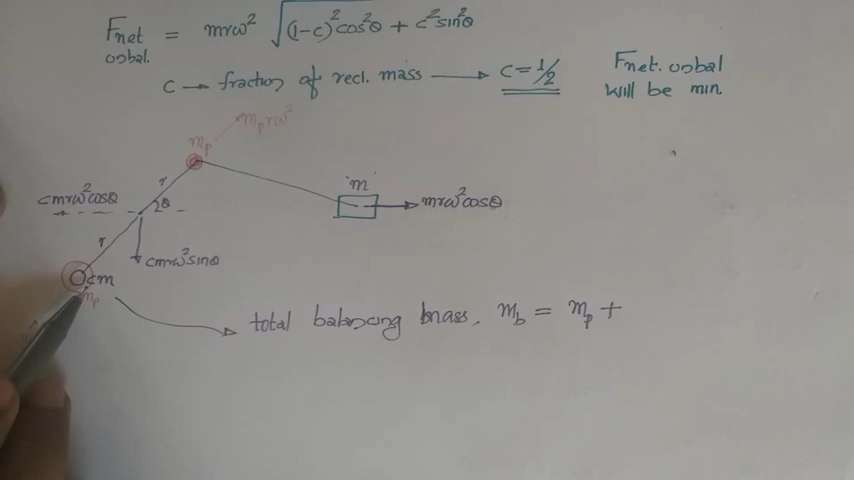 Fnet unbal. = mrω² √(1-c)²cos²θ + c²sin²θ
c → fraction of recl. mass → c = 1/2 Fnet. unbal will be min
mp mprω²
r θ
'm' mrω²cosθ
cmrω²cosθ
r
cmrω²sinθ
cm
mp
total balancing mass, mb = mp +